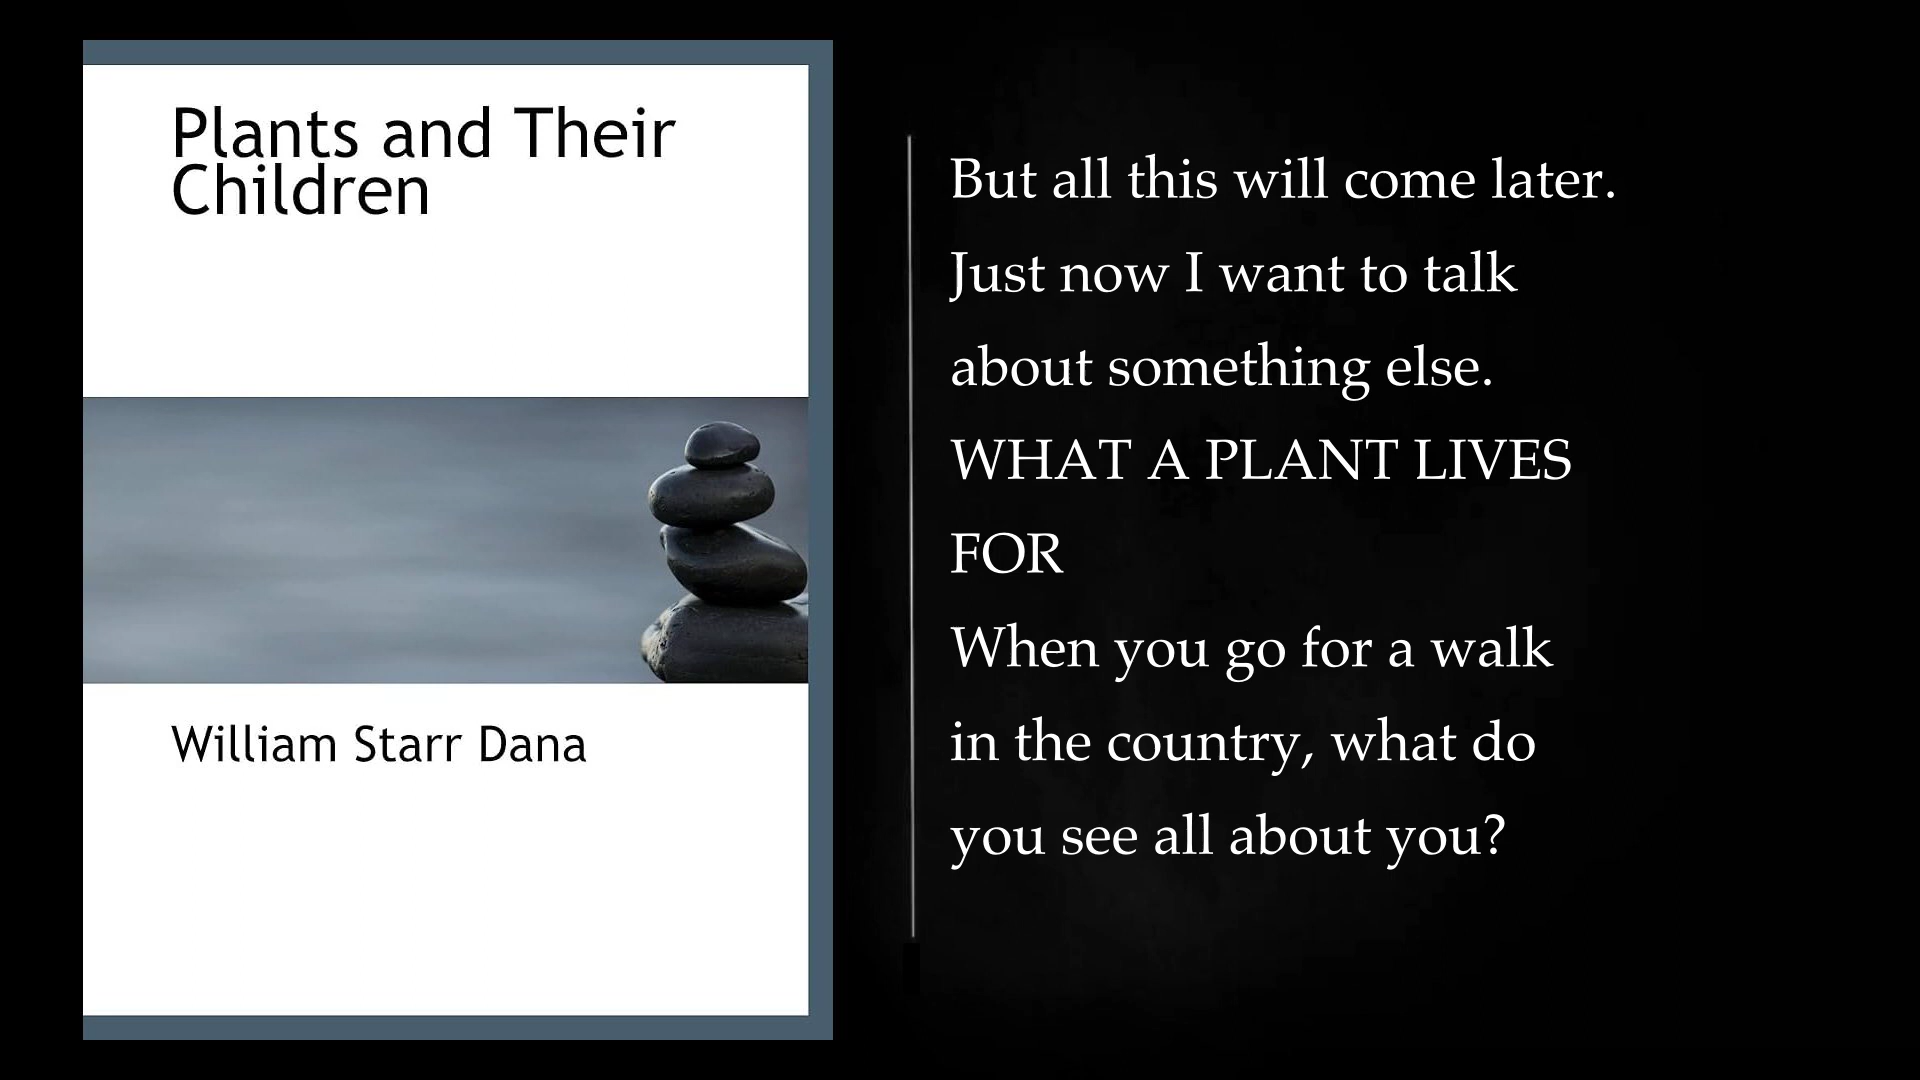 Plants and Their
Children
William Starr Dana
But all this will come later.
Just now I want to talk
about something else.
WHAT A PLANT LIVES
FOR
When you go for a walk
in the country, what do
you see all about you?